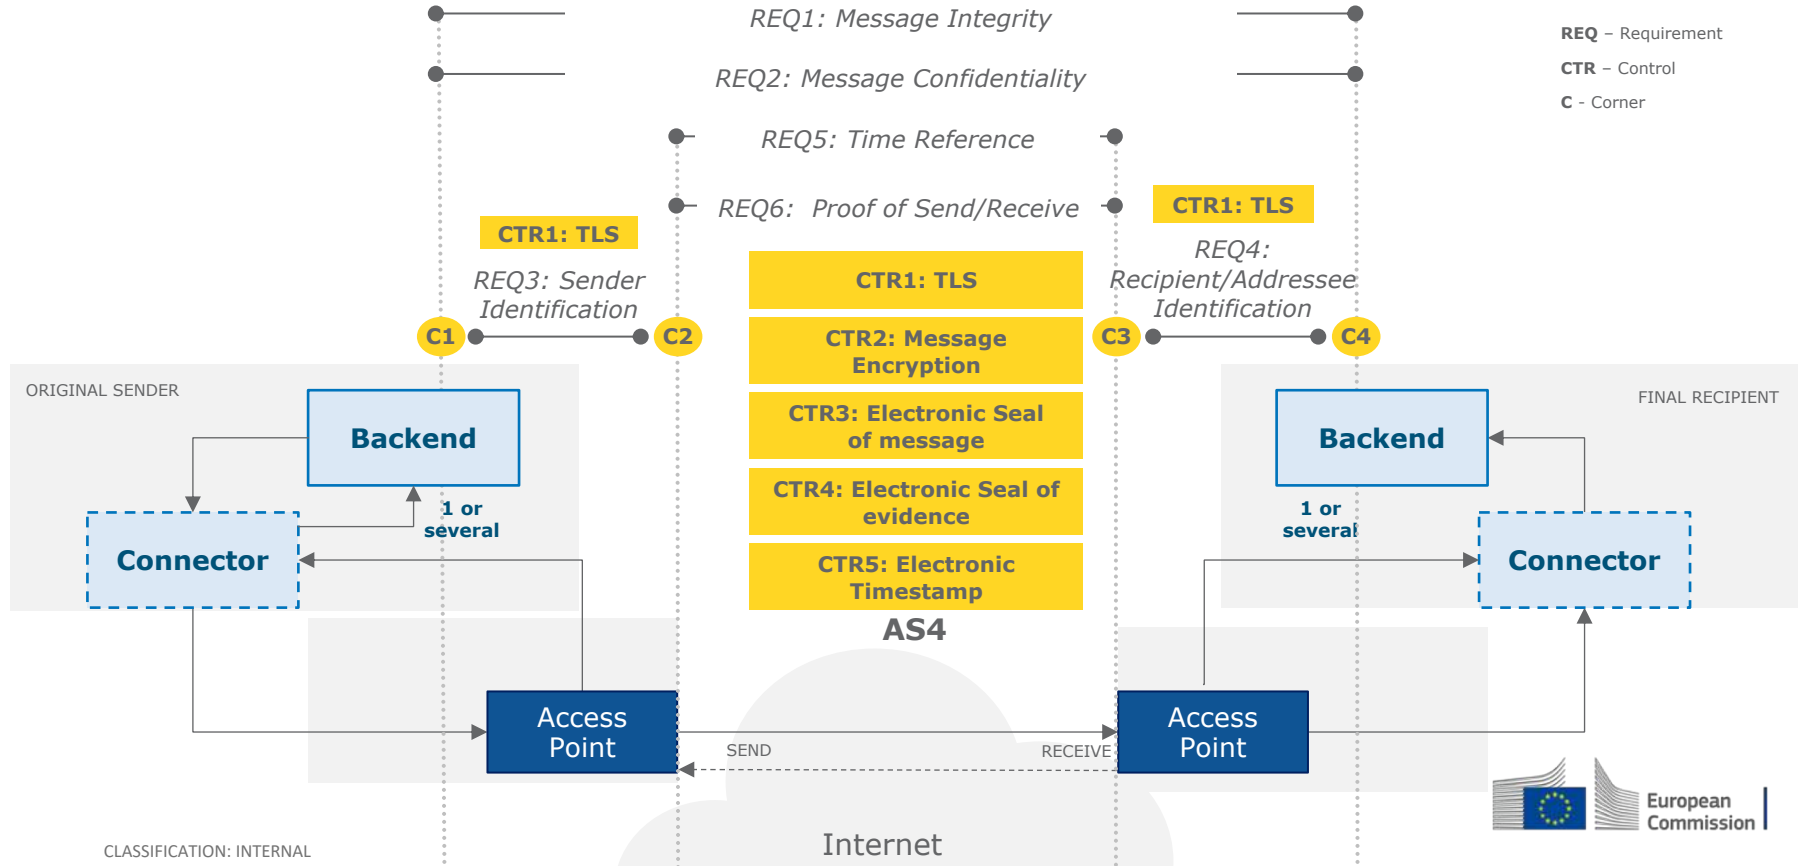 REQ1: Message Integrity
REQ2: Message Confidentiality
REQ5: Time Reference
REQ6: Proof of Send/Receive
REQ – Requirement
CTR – Control
C - Corner
CTR1: TLS
REQ3: Sender
Identification
CTR1: TLS
REQ4:
Recipient/Addressee
Identification
C1
C2
C3
C4
CTR1: TLS
CTR2: Message
Encryption
CTR3: Electronic Seal
of message
CTR4: Electronic Seal of
evidence
CTR5: Electronic
Timestamp
AS4
ORIGINAL SENDER
Backend
1 or
several
Connector
Access
Point
SEND
RECEIVE
Internet
FINAL RECIPIENT
Backend
1 or
several
Connector
Access
Point
European
Commission
CLASSIFICATION: INTERNAL